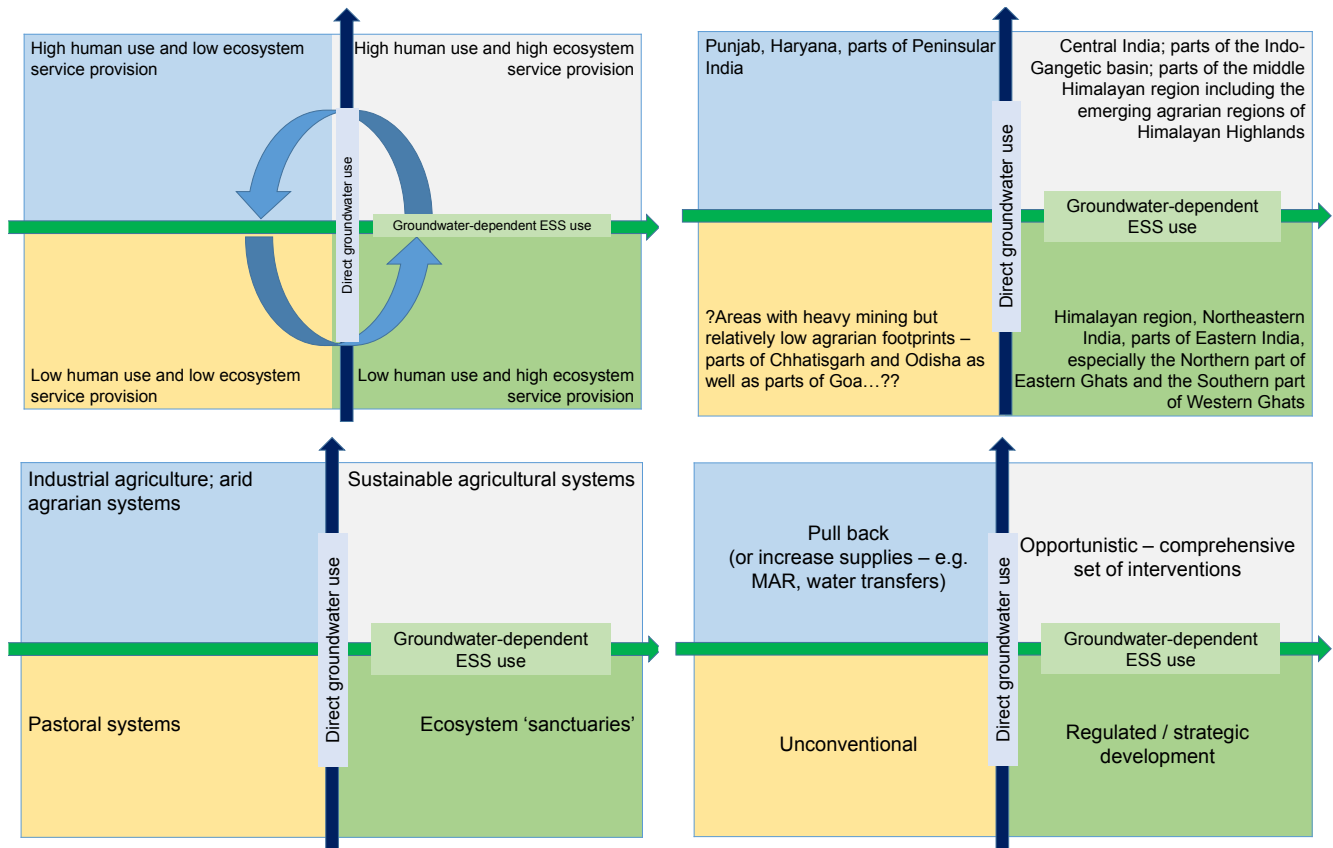 High human use and low ecosystem
service provision
High human use and high ecosystem
service provision
Direct groundwater use
Groundwater-dependent ESS use
Low human use and low ecosystem
service provision
Low human use and high ecosystem
service provision
Punjab, Haryana, parts of Peninsular
India
Central India; parts of the Indo-
Gangetic basin; parts of the middle
Himalayan region including the
emerging agrarian regions of
Himalayan Highlands
Direct groundwater use
Groundwater-dependent
ESS use
?Areas with heavy mining but
relatively low agrarian footprints –
parts of Chhatisgarh and Odisha as
well as parts of Goa…??
Himalayan region, Northeastern
India, parts of Eastern India,
especially the Northern part of
Eastern Ghats and the Southern part
of Western Ghats
Industrial agriculture; arid
agrarian systems
Sustainable agricultural systems
Direct groundwater use
Groundwater-dependent
ESS use
Pastoral systems
Ecosystem ‘sanctuaries’
Pull back
(or increase supplies – e.g.
MAR, water transfers)
Opportunistic – comprehensive
set of interventions
Direct groundwater use
Groundwater-dependent
ESS use
Unconventional
Regulated / strategic
development